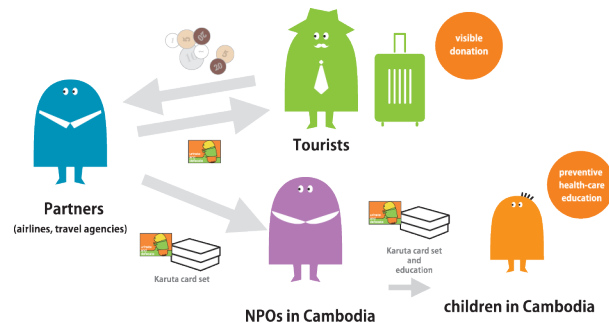 visible
donation
Tourists
preventive
health-care
education
Partners
(airlines, travel agencies)
Karuta card set
Karuta card set
and
education
NPOs in Cambodia
children in Cambodia